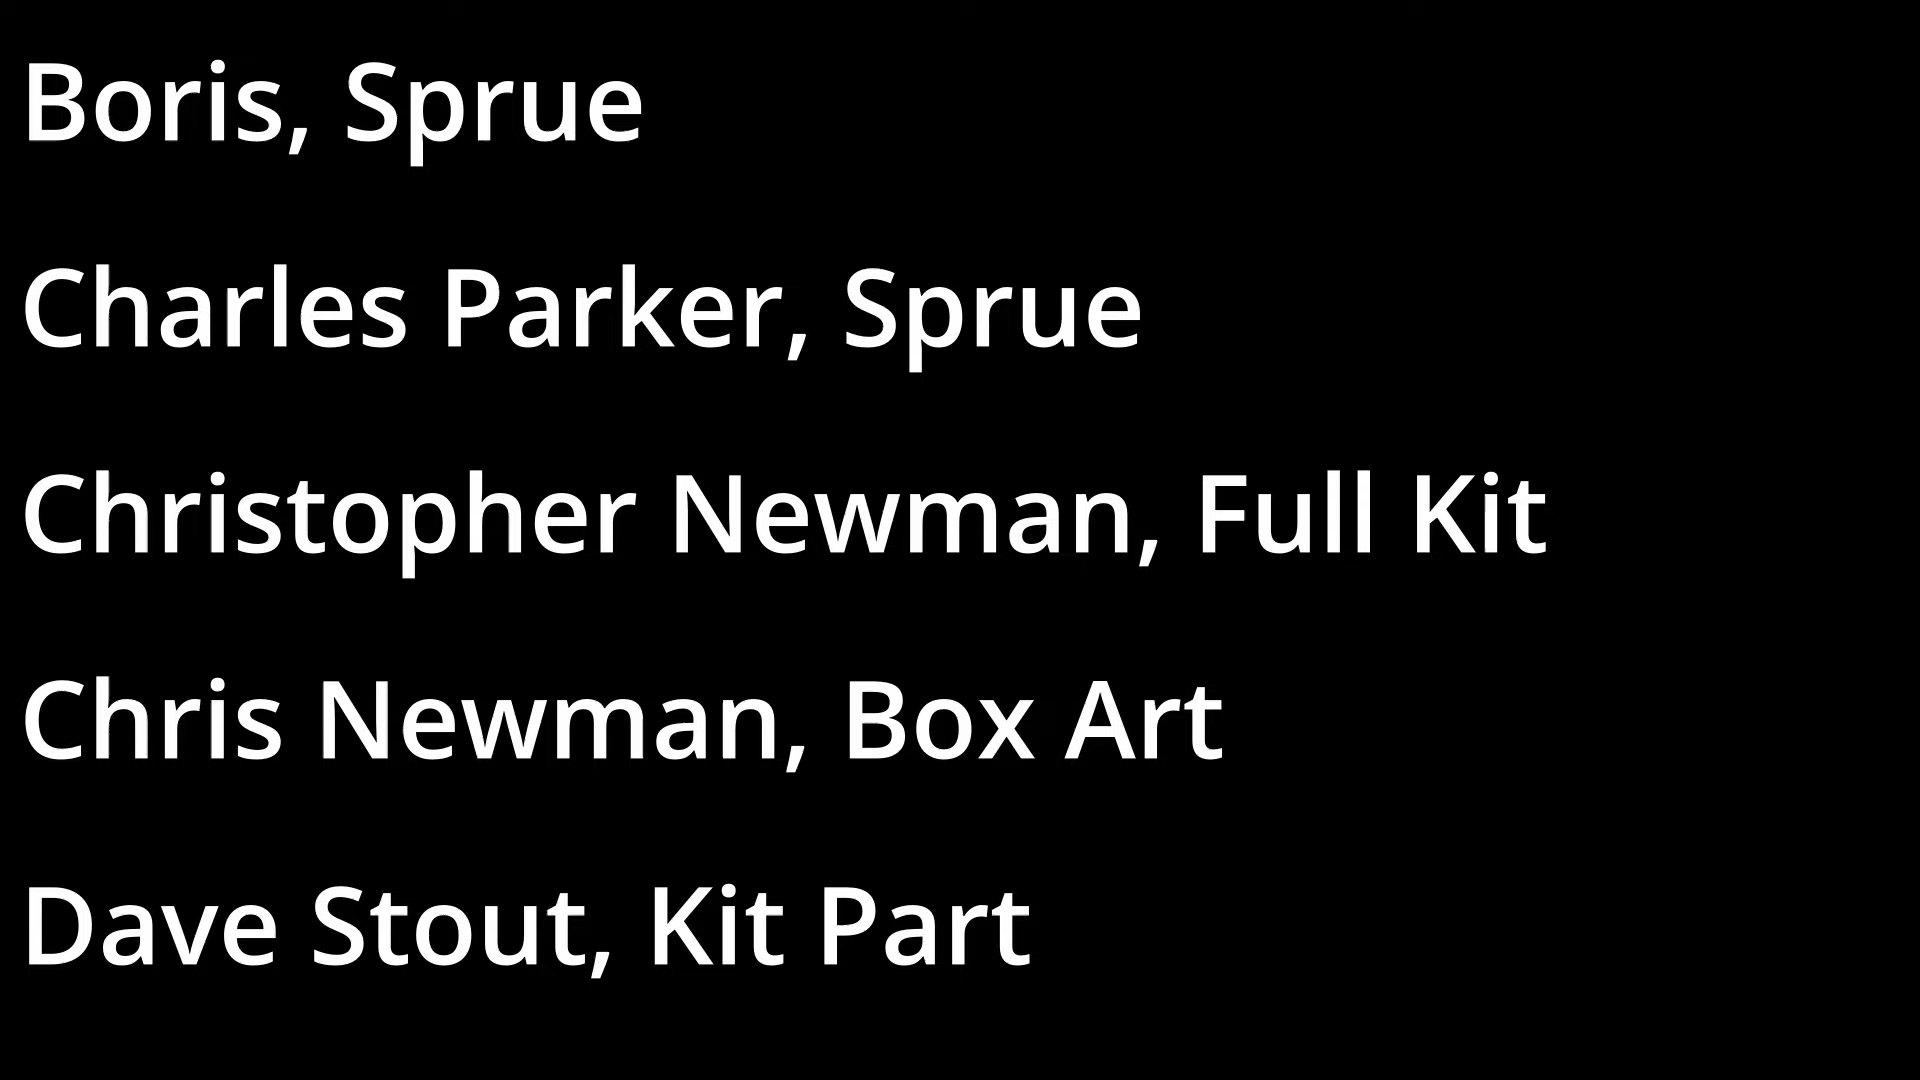 Boris, Sprue
Charles Parker, Sprue
Christopher Newman, Full Kit
Chris Newman, Box Art
Dave Stout, Kit Part